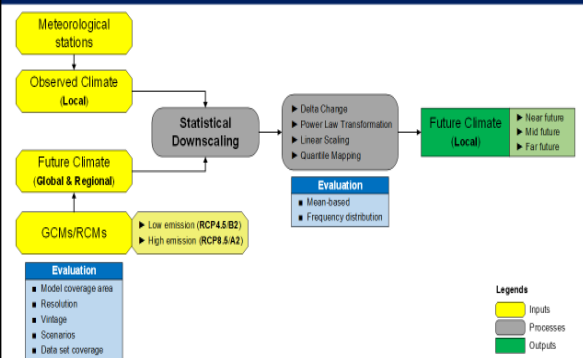 Meteorological
stations
Observed Climate
(Local)
Future Climate
(Global & Regional)
GCMs/RCMs
▶ Low emission (RCP4.5/B2)
▶ High emission (RCP8.5/A2)
Evaluation
■ Model coverage area
■ Resolution
■ Vintage
■ Scenarios
■ Data set coverage
Statistical
Downscaling
▶ Delta Change
▶ Power Law Transformation
▶ Linear Scaling
▶ Quantile Mapping
Evaluation
■ Mean-based
■ Frequency distribution
Future Climate
(Local)
▶ Near future
▶ Mid future
▶ Far future
Legends
Inputs
Processes
Outputs